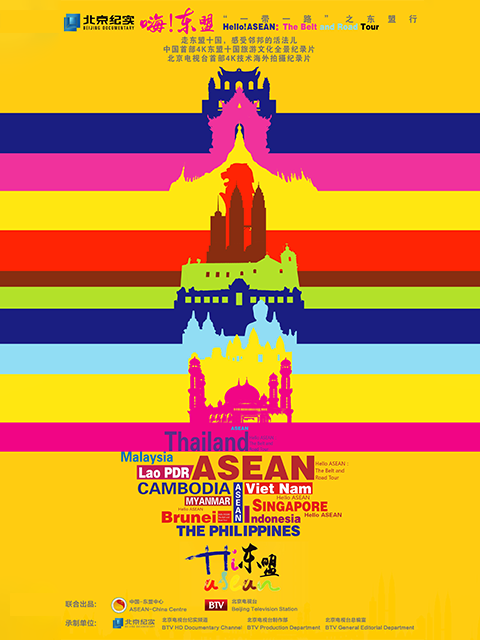 北京纪实
BEIJING DOCUMENTARY
嗨!东盟
“一带一路”之东盟行
Hello!ASEAN: The Belt and Road Tour
走东盟十国，感受邻邦的活法儿
中国首部4K东盟十国旅游文化全景纪录片
北京电视台首部4K技术海外拍摄纪录片
ASEAN
Thailand
Malaysia
Lao PDR
ASEAN
Hello ASEAN :
The Belt and
Road Tour
CAMBODIA
ASEAN
Viet Nam
MYANMAR
Hello ASEAN
Hello ASEAN
SINGAPORE
Brunei
Indonesia
Hello ASEAN
THE PHILIPPINES
Hi东盟
asean
联合出品:
中国-东盟中心
ASEAN-China Centre
BTV
北京电视台
Beijing Television Station
承制单位:
北京纪实
BEIJING DOCUMENTARY
北京电视台纪实频道
BTV HD Documentary Channel
北京电视台制作部
BTV Production Department
北京电视台总编室
BTV General Editorial Department